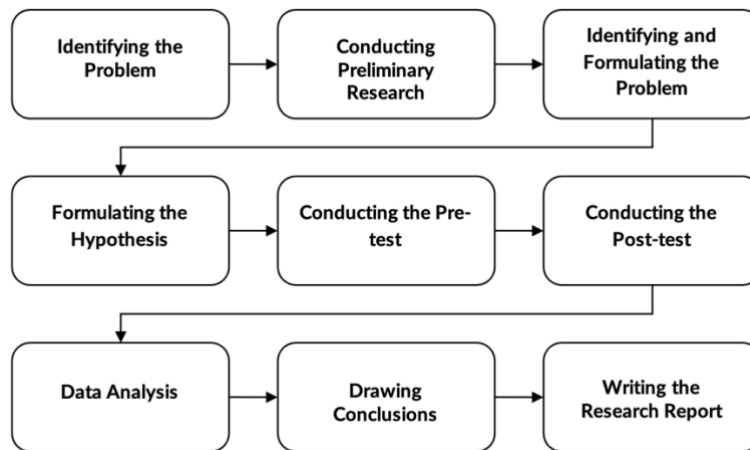 Identifying the
Problem
Conducting
Preliminary
Research
Identifying and
Formulating the
Problem
Formulating the
Hypothesis
Conducting the Pre-
test
Conducting the
Post-test
Data Analysis
Drawing
Conclusions
Writing the
Research Report